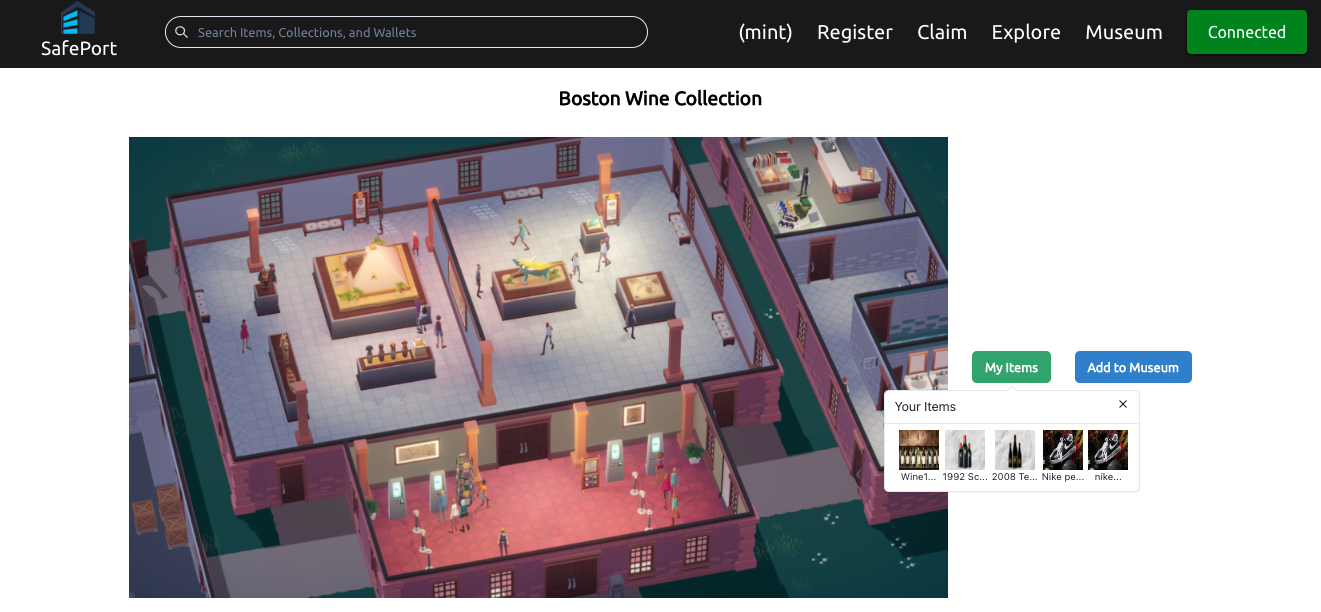 SafePort
Search Items, Collections, and Wallets
(mint) Register Claim Explore Museum Connected
Boston Wine Collection
My Items Add to Museum
Your Items
Wine1... 1992 Sc... 2008 Te... Nike pe... nike...